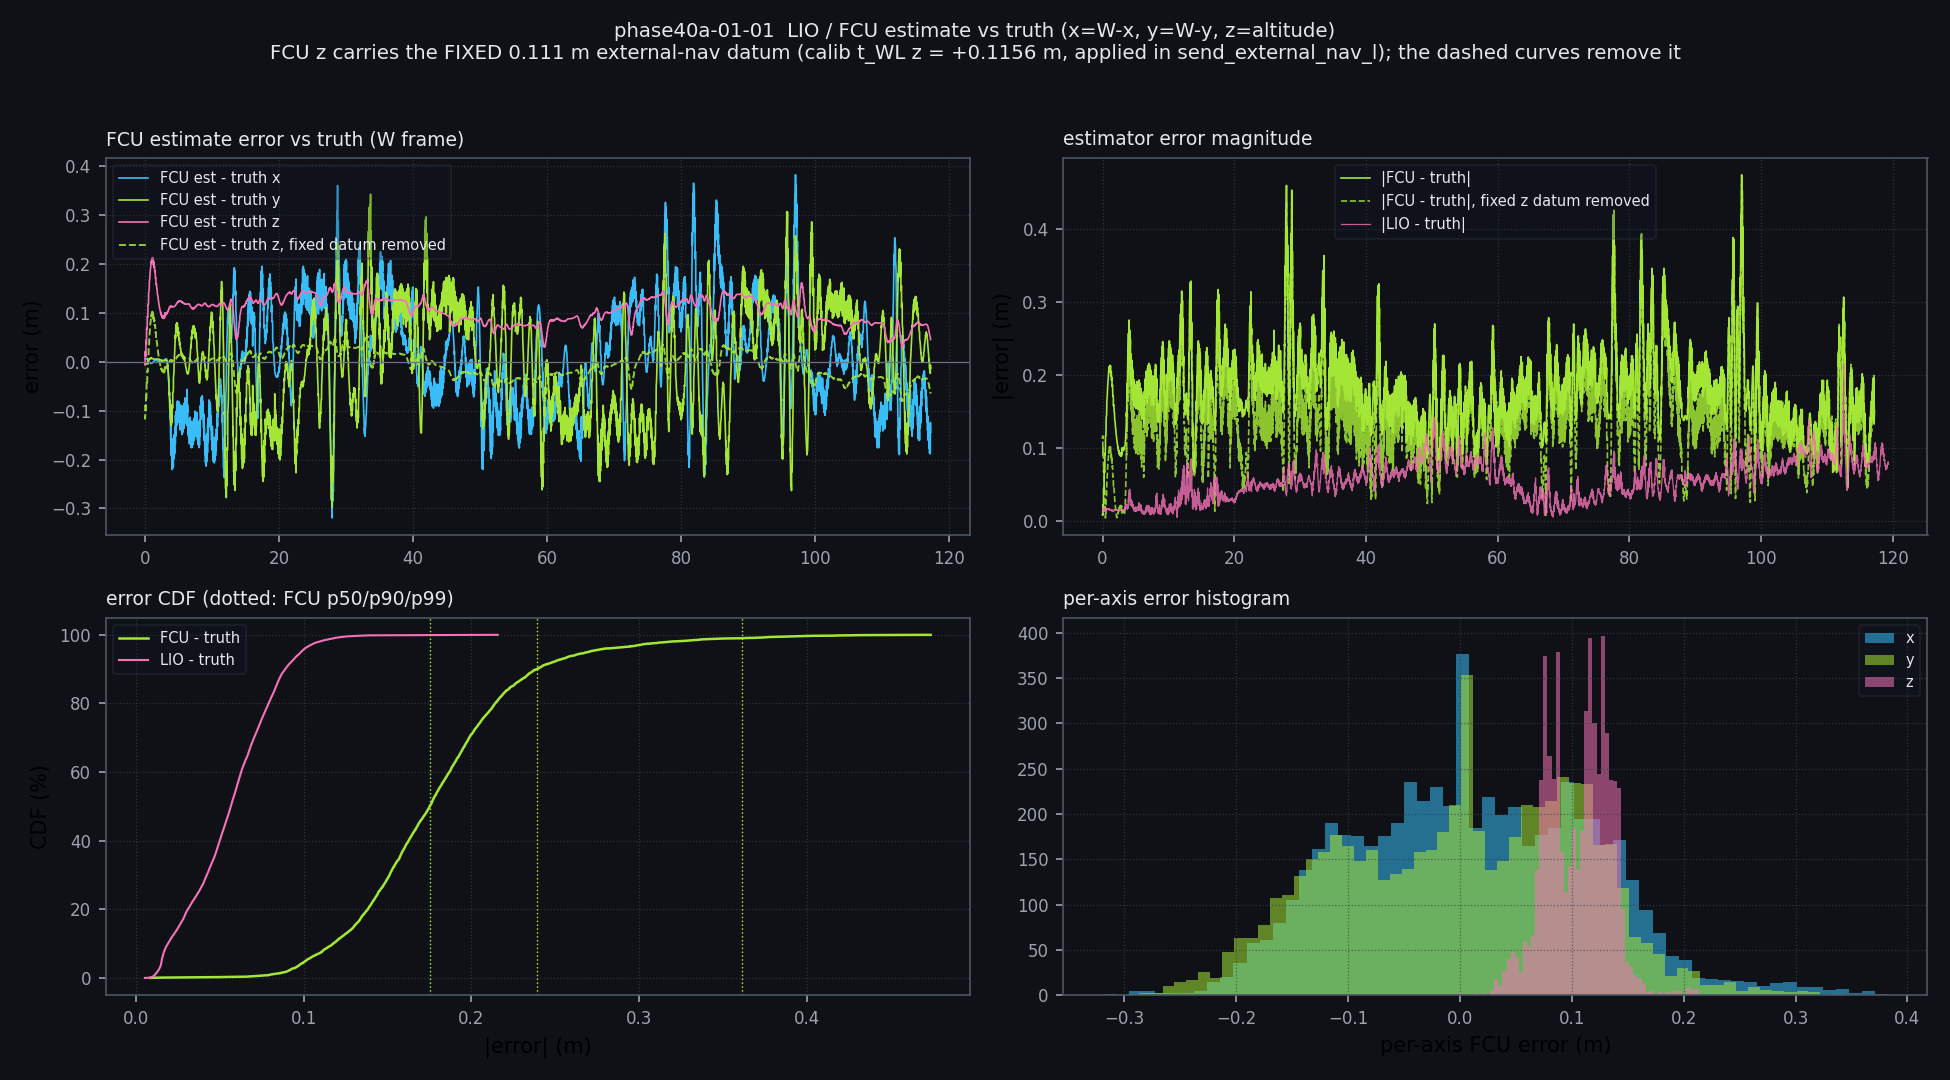 phase40a-01-01  LIO / FCU estimate vs truth (x=W-x, y=W-y, z=altitude)
FCU z carries the FIXED 0.111 m external-nav datum (calib t_WL z = +0.1156 m, applied in send_external_nav_l); the dashed curves remove it
FCU estimate error vs truth (W frame)
error (m)
0.4
0.3
0.2
0.1
0.0
−0.1
−0.2
−0.3
FCU est - truth x
FCU est - truth y
FCU est - truth z
FCU est - truth z, fixed datum removed
0 20 40 60 80 100 120
estimator error magnitude
|error| (m)
0.4
0.3
0.2
0.1
0.0
|FCU - truth|
|FCU - truth|, fixed z datum removed
|LIO - truth|
0 20 40 60 80 100 120
error CDF (dotted: FCU p50/p90/p99)
CDF (%)
100
80
60
40
20
0
FCU - truth
LIO - truth
0.0 0.1 0.2 0.3 0.4
|error| (m)
per-axis error histogram
400
350
300
250
200
150
100
50
0
x
y
z
−0.3 −0.2 −0.1 0.0 0.1 0.2 0.3 0.4
per-axis FCU error (m)